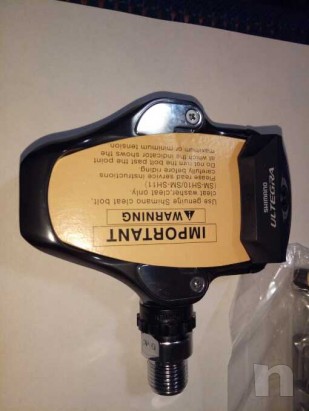 IMPORTANT
⚠WARNING
Use genuine Shimano cleat bolt,
cleat washer,cleat only.
(SM-SH10/SM-SH11)
Please read service instructions
carefully before riding.
Do not turn the bolt past the point
at which the indicator shows the
maximum or minimum tension
SHIMANO
ULTEGRA
n